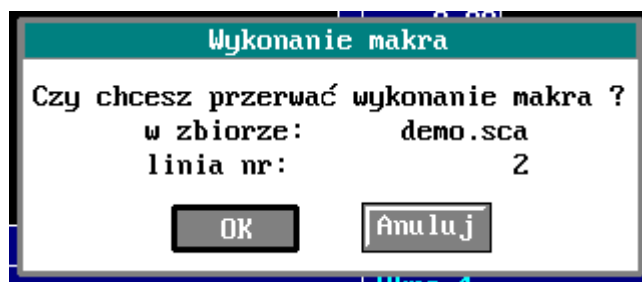 Wykonanie makra
Czy chcesz przerwać wykonanie makra ?
w zbiorze: demo.sca
linia nr: 2
OK Anuluj